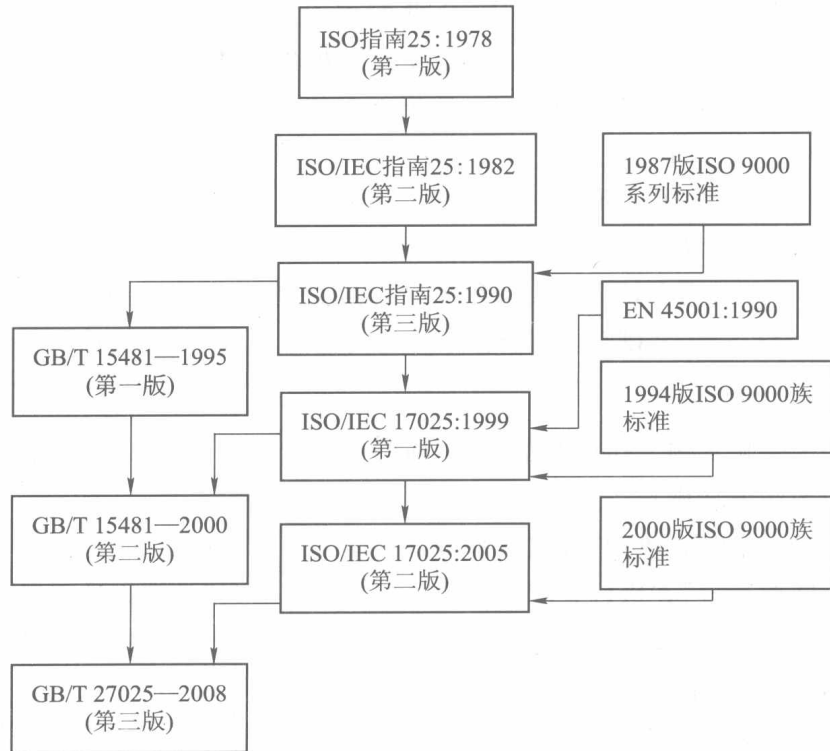 ISO指南25:1978
(第一版)
ISO/IEC指南25:1982
(第二版)
1987版ISO 9000
系列标准
ISO/IEC指南25:1990
(第三版)
EN 45001:1990
GB/T 15481—1995
(第一版)
ISO/IEC 17025:1999
(第一版)
1994版ISO 9000族
标准
GB/T 15481—2000
(第二版)
ISO/IEC 17025:2005
(第二版)
2000版ISO 9000族
标准
GB/T 27025—2008
(第三版)